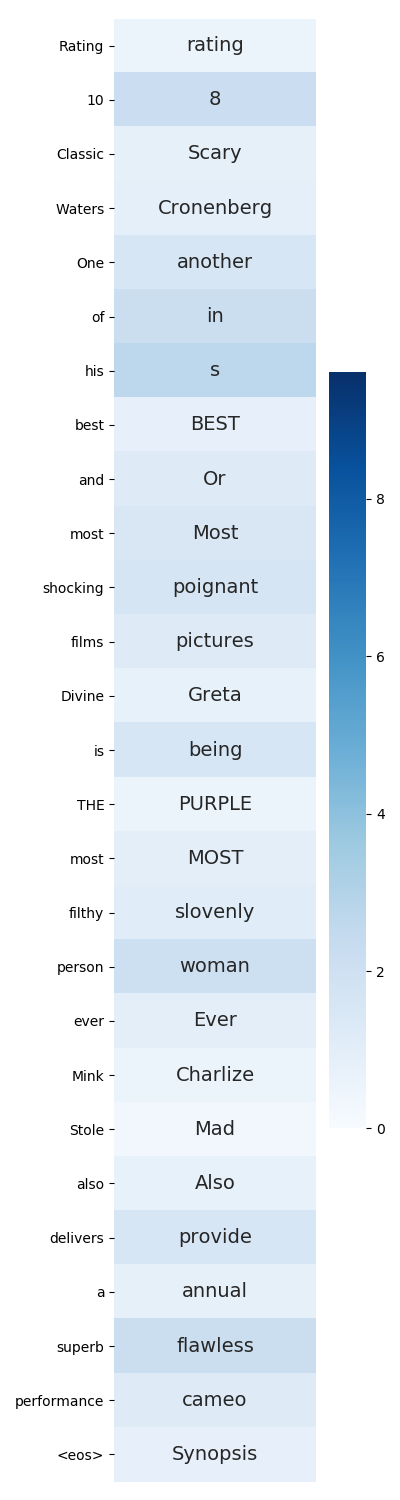 Rating rating
10 8
Classic Scary
Waters Cronenberg
One another
of in
his s
best BEST
and Or
most Most
shocking poignant
films pictures
Divine Greta
is being
THE PURPLE
most MOST
filthy slovenly
person woman
ever Ever
Mink Charlize
Stole Mad
also Also
delivers provide
a annual
superb flawless
performance cameo
<eos> Synopsis
8
6
4
2
0